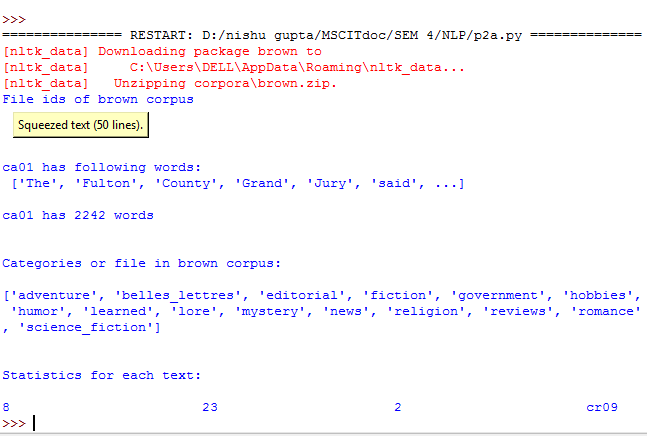 >>>
=============== RESTART: D:/nishu gupta/MSCITdoc/SEM 4/NLP/p2a.py ==============
[nltk_data] Downloading package brown to
[nltk_data]     C:\Users\DELL\AppData\Roaming\nltk_data...
[nltk_data]   Unzipping corpora\brown.zip.
File ids of brown corpus
Squeezed text (50 lines).
ca01 has following words:
 ['The', 'Fulton', 'County', 'Grand', 'Jury', 'said', ...]
ca01 has 2242 words
Categories or file in brown corpus:
['adventure', 'belles_lettres', 'editorial', 'fiction', 'government', 'hobbies',
 'humor', 'learned', 'lore', 'mystery', 'news', 'religion', 'reviews', 'romance'
, 'science_fiction']
Statistics for each text:
8                       23                      2                       cr09
>>>